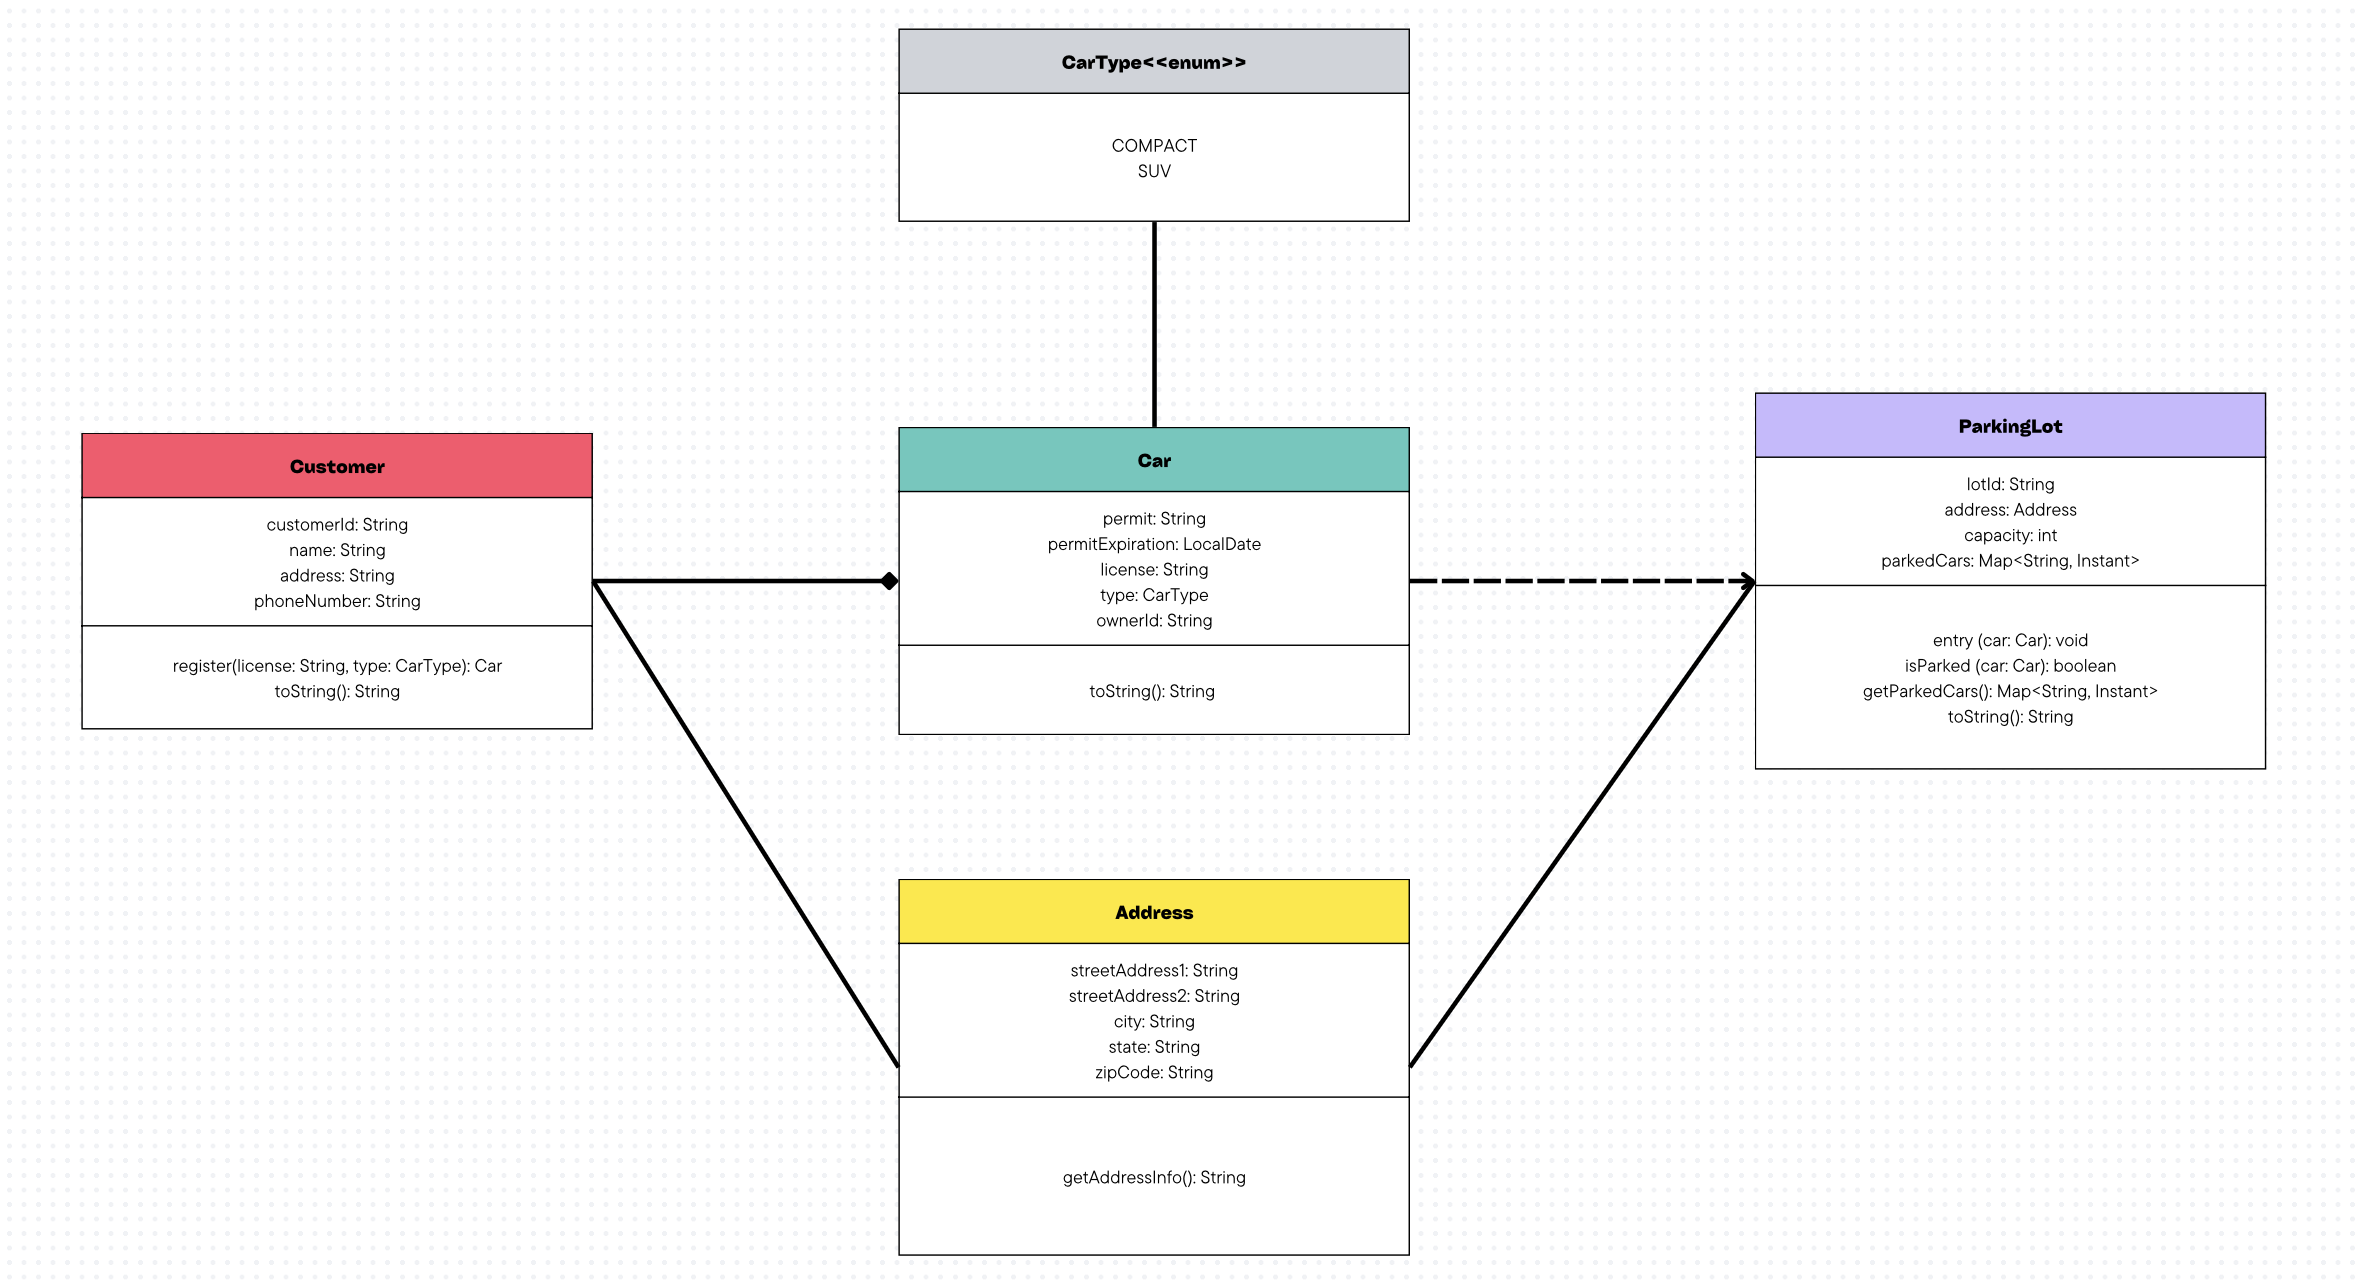 CarType<<enum>>
COMPACT
SUV
Customer
customerId: String
name: String
address: String
phoneNumber: String
register(license: String, type: CarType): Car
toString(): String
Car
permit: String
permitExpiration: LocalDate
license: String
type: CarType
ownerId: String
toString(): String
ParkingLot
lotId: String
address: Address
capacity: int
parkedCars: Map<String, Instant>
entry (car: Car): void
isParked (car: Car): boolean
getParkedCars(): Map<String, Instant>
toString(): String
Address
streetAddress1: String
streetAddress2: String
city: String
state: String
zipCode: String
getAddressInfo(): String